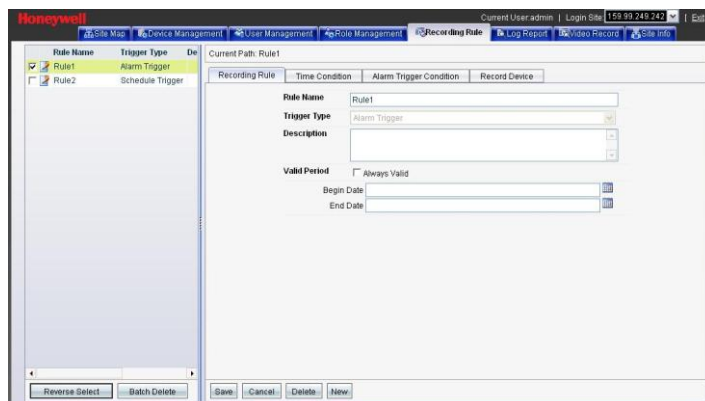 Honeywell
Current User:admin | Login Site 159.99.249.242 | Exi
Site Map Device Management User Management Role Management Recording Rule Log Report Video Record Site Info
Rule Name Trigger Type De
Rule1 Alarm Trigger
Rule2 Schedule Trigger
Current Path: Rule1
Recording Rule Time Condition Alarm Trigger Condition Record Device
Rule Name Rule1
Trigger Type Alarm Trigger
Description
Valid Period Always Valid
Begin Date
End Date
Reverse Select Batch Delete Save Cancel Delete New